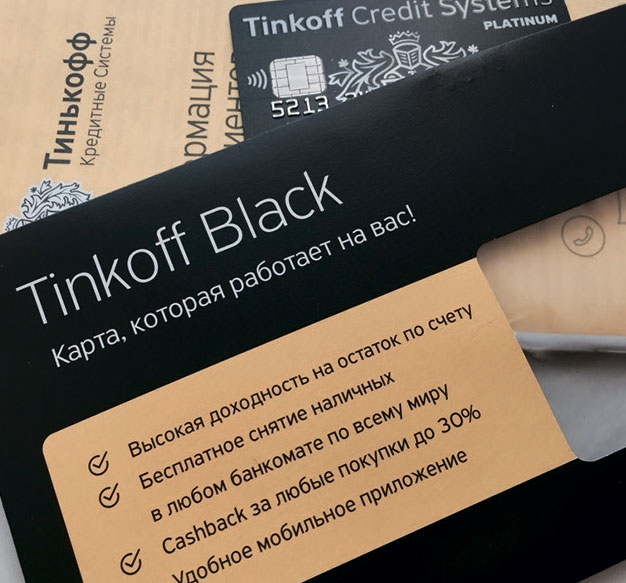 Tinkoff Credit Systems
PLATINUM
5213
Тинькофф
Кредитные Системы
Tinkoff Black
Карта, которая работает на вас!
Высокая доходность на остаток по счету
Бесплатное снятие наличных
в любом банкомате по всему миру
Cashback за любые покупки до 30%
Удобное мобильное приложение